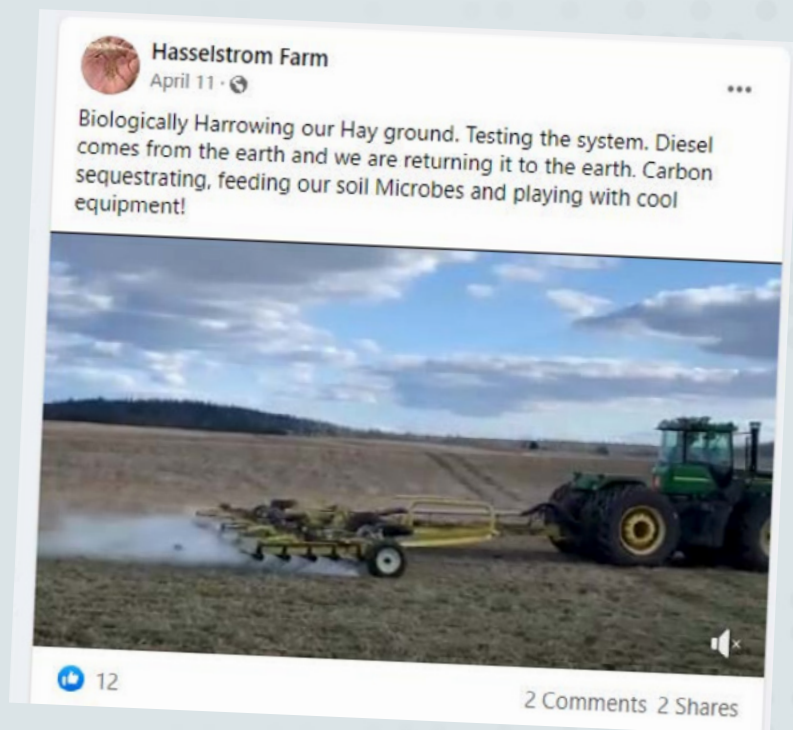 Hasselstrom Farm
April 11 ·
Biologically Harrowing our Hay ground. Testing the system. Diesel
comes from the earth and we are returning it to the earth. Carbon
sequestrating, feeding our soil Microbes and playing with cool
equipment!
12
2 Comments 2 Shares